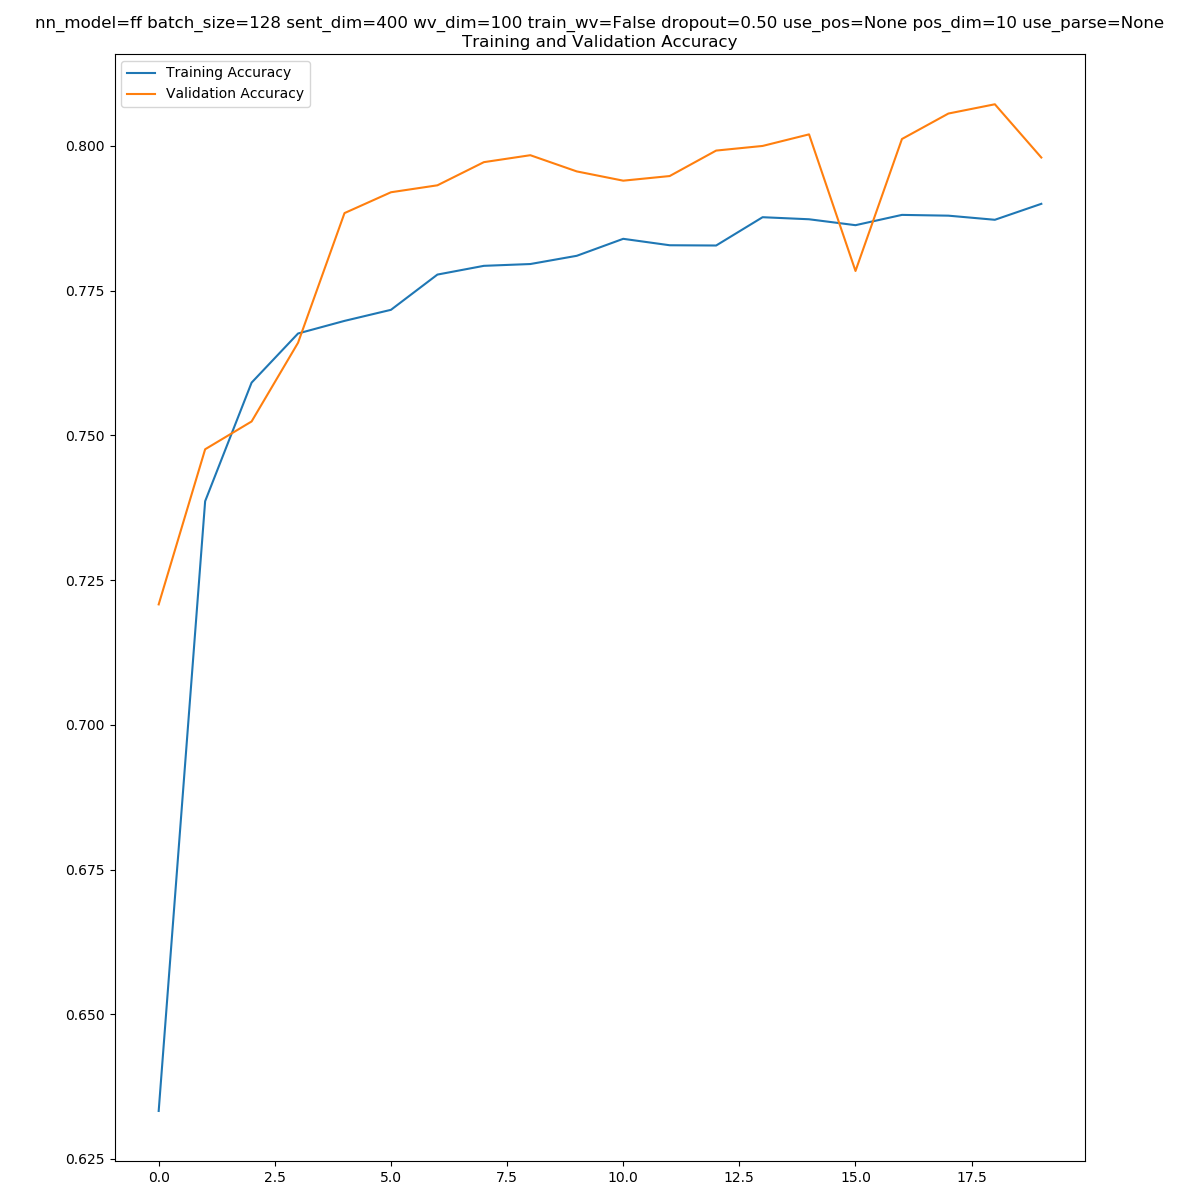 nn_model=ff batch_size=128 sent_dim=400 wv_dim=100 train_wv=False dropout=0.50 use_pos=None pos_dim=10 use_parse=None
Training and Validation Accuracy
Training Accuracy
Validation Accuracy
0.800
0.775
0.750
0.725
0.700
0.675
0.650
0.625
0.0 2.5 5.0 7.5 10.0 12.5 15.0 17.5